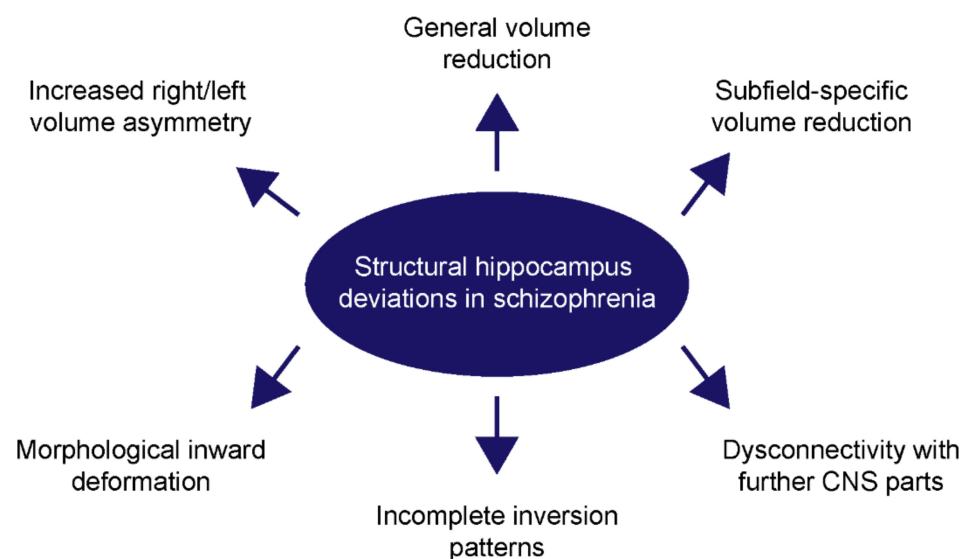 General volume
reduction
Increased right/left
volume asymmetry
Subfield-specific
volume reduction
Structural hippocampus
deviations in schizophrenia
Morphological inward
deformation
Dysconnectivity with
further CNS parts
Incomplete inversion
patterns